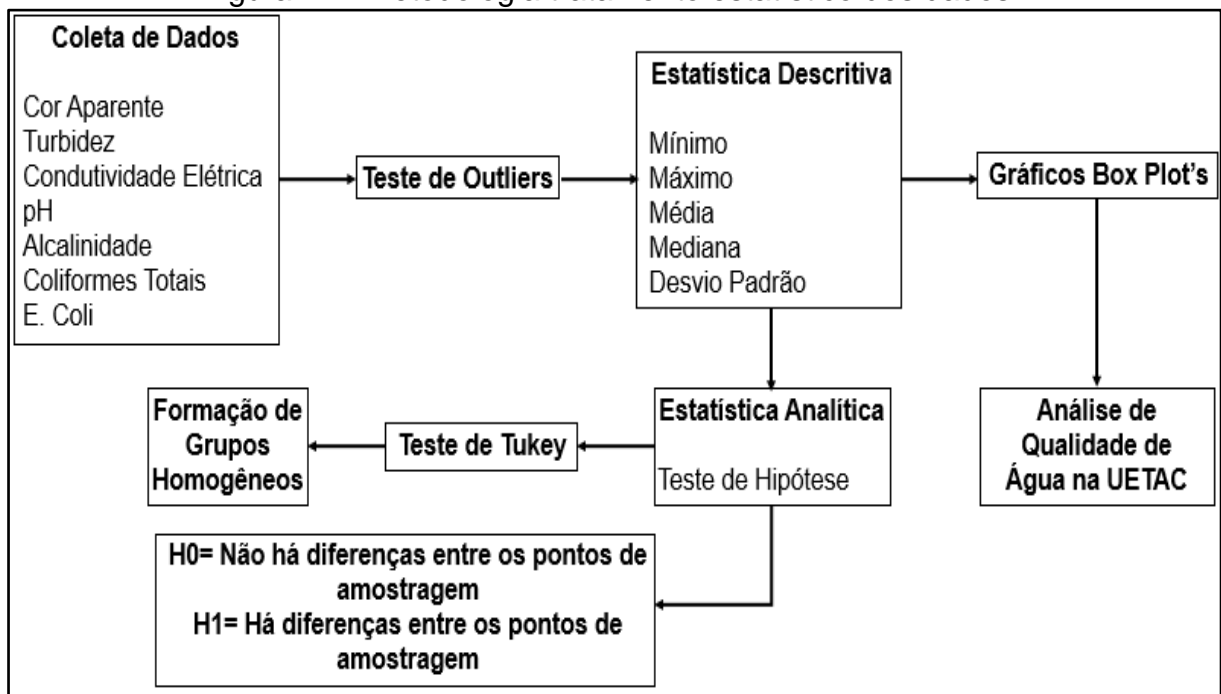 Coleta de Dados
Cor Aparente
Turbidez
Condutividade Elétrica
pH
Alcalinidade
Coliformes Totais
E. Coli
Teste de Outliers
Estatística Descritiva
Mínimo
Máximo
Média
Mediana
Desvio Padrão
Gráficos Box Plot's
Formação de
Grupos
Homogêneos
Teste de Tukey
Estatística Analítica
Teste de Hipótese
Análise de
Qualidade de
Água na UETAC
H0= Não há diferenças entre os pontos de
amostragem
H1= Há diferenças entre os pontos de
amostragem